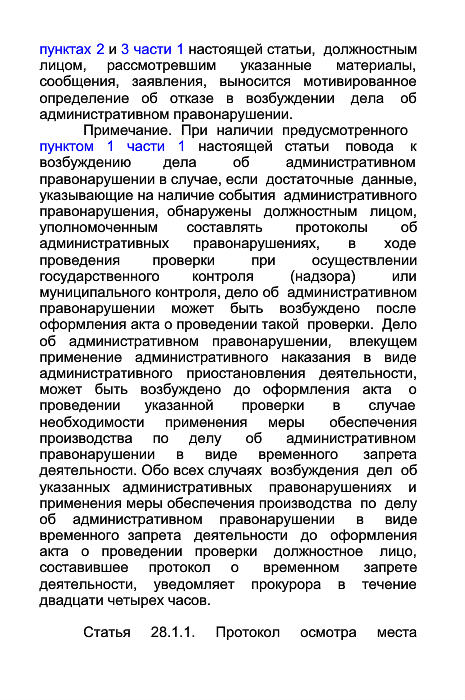 пунктах 2 и 3 части 1 настоящей статьи, должностным
лицом, рассмотревшим указанные материалы,
сообщения, заявления, выносится мотивированное
определение об отказе в возбуждении дела об
административном правонарушении.
Примечание. При наличии предусмотренного
пунктом 1 части 1 настоящей статьи повода к
возбуждению дела об административном
правонарушении в случае, если достаточные данные,
указывающие на наличие события административного
правонарушения, обнаружены должностным лицом,
уполномоченным составлять протоколы об
административных правонарушениях, в ходе
проведения проверки при осуществлении
государственного контроля (надзора) или
муниципального контроля, дело об административном
правонарушении может быть возбуждено после
оформления акта о проведении такой проверки. Дело
об административном правонарушении, влекущем
применение административного наказания в виде
административного приостановления деятельности,
может быть возбуждено до оформления акта о
проведении указанной проверки в случае
необходимости применения меры обеспечения
производства по делу об административном
правонарушении в виде временного запрета
деятельности. Обо всех случаях возбуждения дел об
указанных административных правонарушениях и
применения меры обеспечения производства по делу
об административном правонарушении в виде
временного запрета деятельности до оформления
акта о проведении проверки должностное лицо,
составившее протокол о временном запрете
деятельности, уведомляет прокурора в течение
двадцати четырех часов.
Статья 28.1.1. Протокол осмотра места